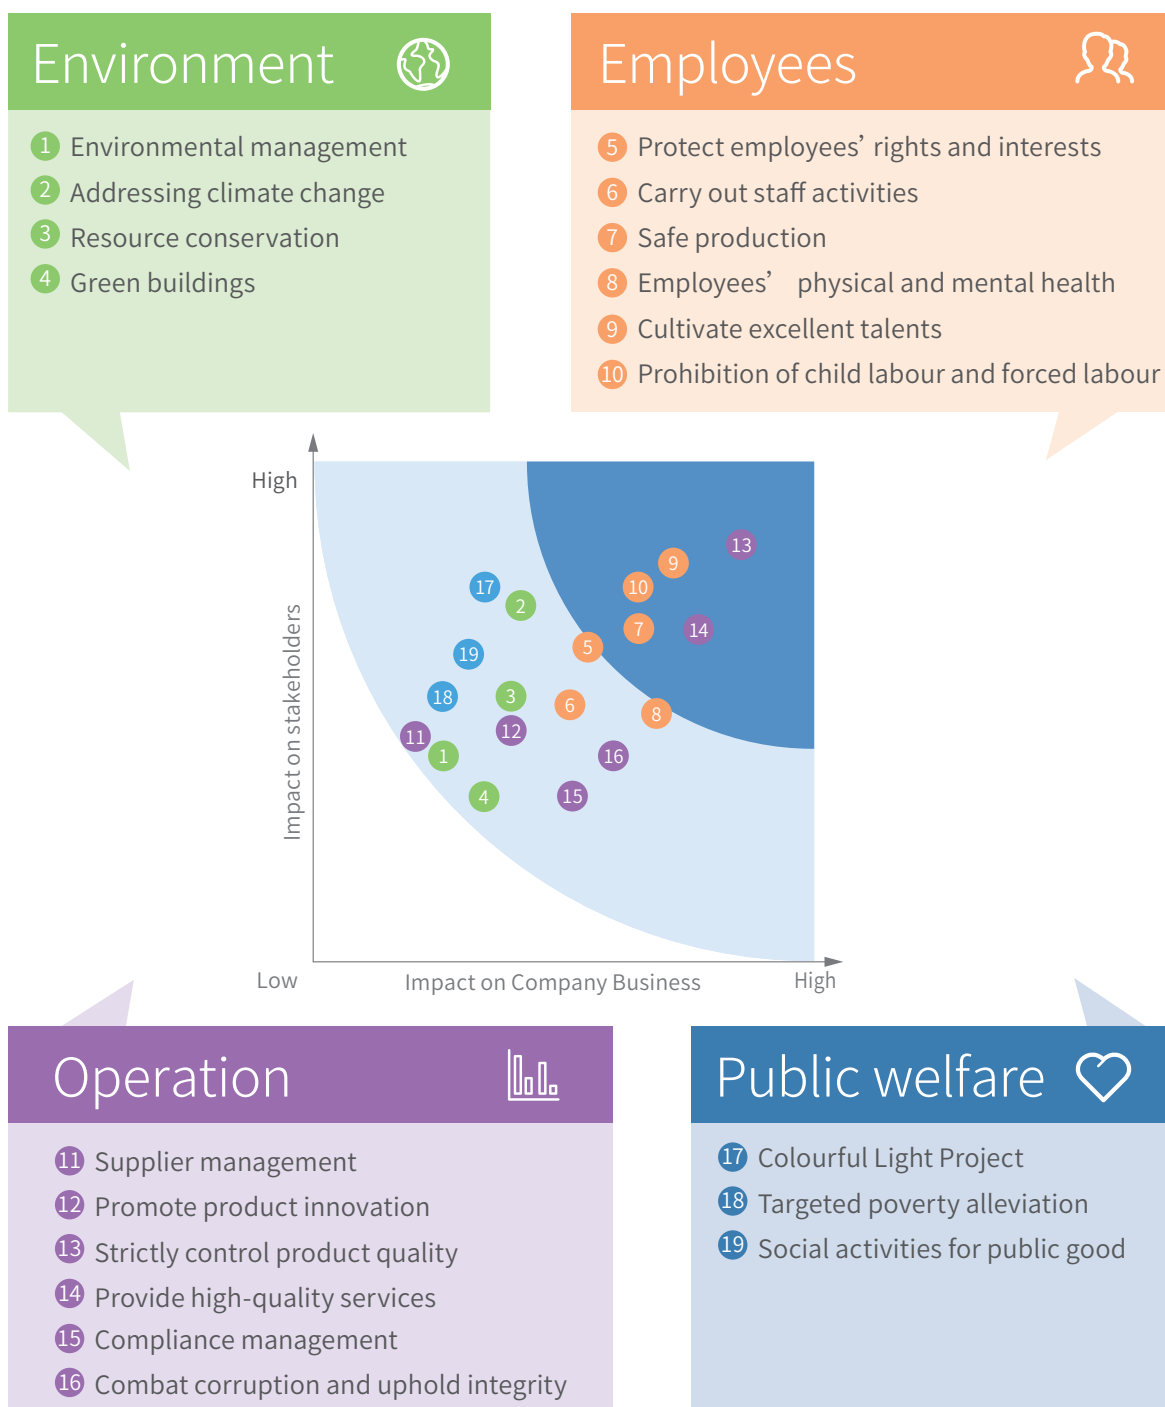 Environment
1 Environmental management
2 Addressing climate change
3 Resource conservation
4 Green buildings
Employees
5 Protect employees’ rights and interests
6 Carry out staff activities
7 Safe production
8 Employees’ physical and mental health
9 Cultivate excellent talents
10 Prohibition of child labour and forced labour
High
Impact on stakeholders
13
9
10
17
2
7
14
5
19
3
18
6
8
12
11
1
16
4
15
Low
Impact on Company Business
High
Operation
11 Supplier management
12 Promote product innovation
13 Strictly control product quality
14 Provide high-quality services
15 Compliance management
16 Combat corruption and uphold integrity
Public welfare
17 Colourful Light Project
18 Targeted poverty alleviation
19 Social activities for public good